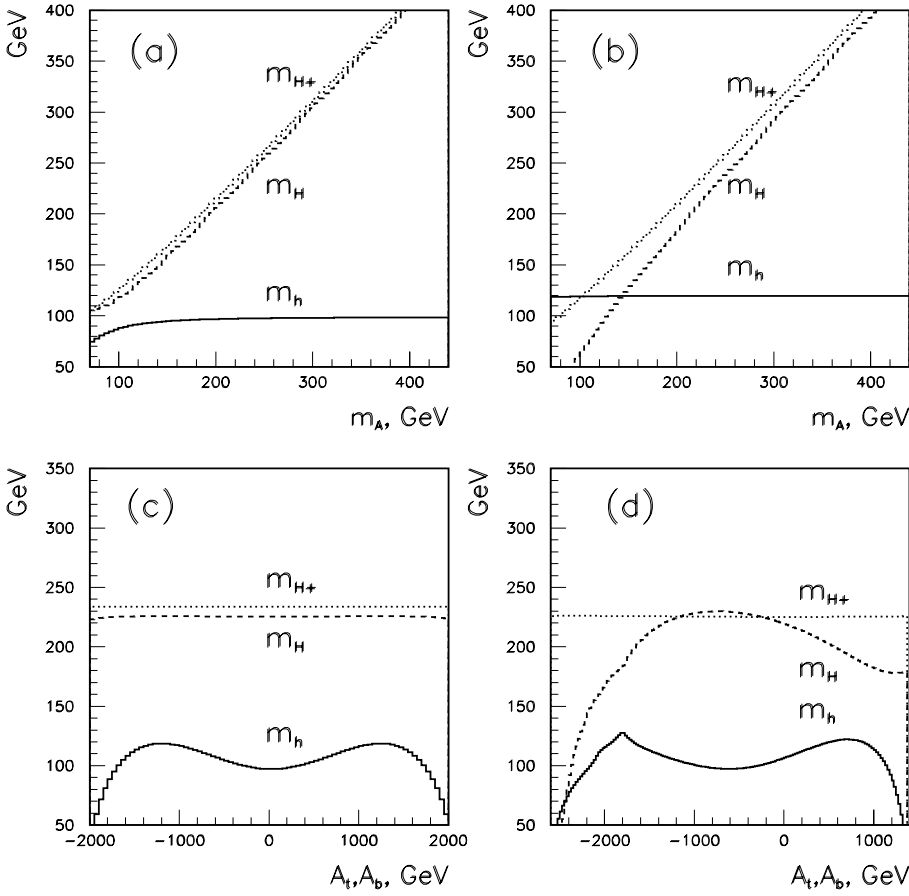 GeV
400
350
300
250
200
150
100
50
(a)
m_{H+}
m_H
m_h
100 200 300 400
m_A, GeV
GeV
400
350
300
250
200
150
100
50
(b)
m_{H+}
m_H
m_h
100 200 300 400
m_A, GeV
GeV
350
300
250
200
150
100
50
(c)
m_{H+}
m_H
m_h
-2000 -1000 0 1000 2000
A_t,A_b, GeV
GeV
350
300
250
200
150
100
50
(d)
m_{H+}
m_H
m_h
-2000 -1000 0 1000
A_t,A_b, GeV